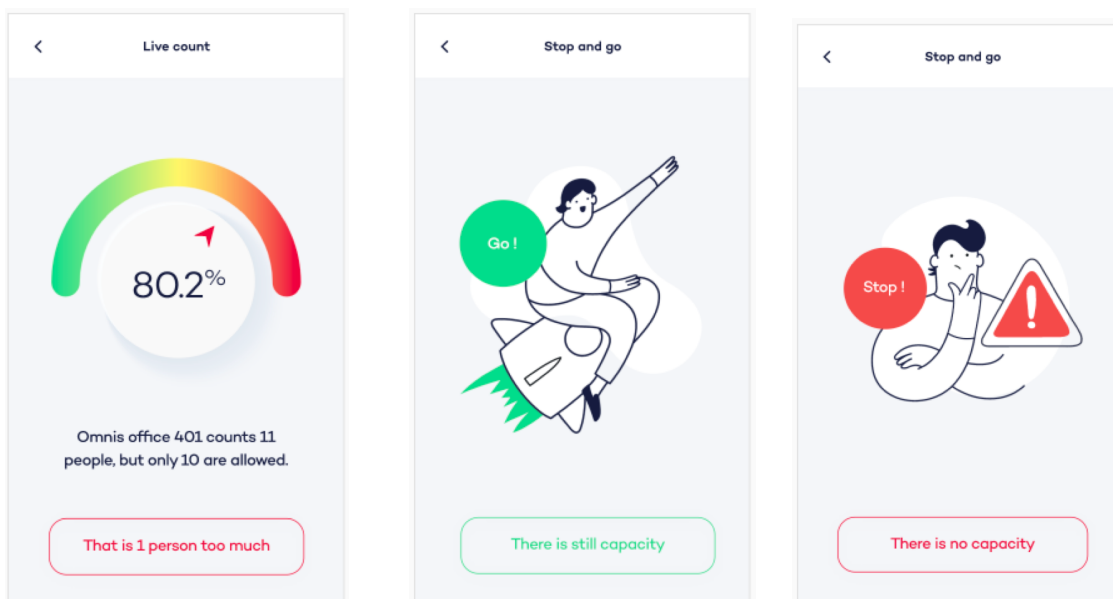 Live count
80.2%
Omnis office 401 counts 11
people, but only 10 are allowed.
That is 1 person too much
Stop and go
Go !
There is still capacity
Stop and go
Stop !
!
There is no capacity